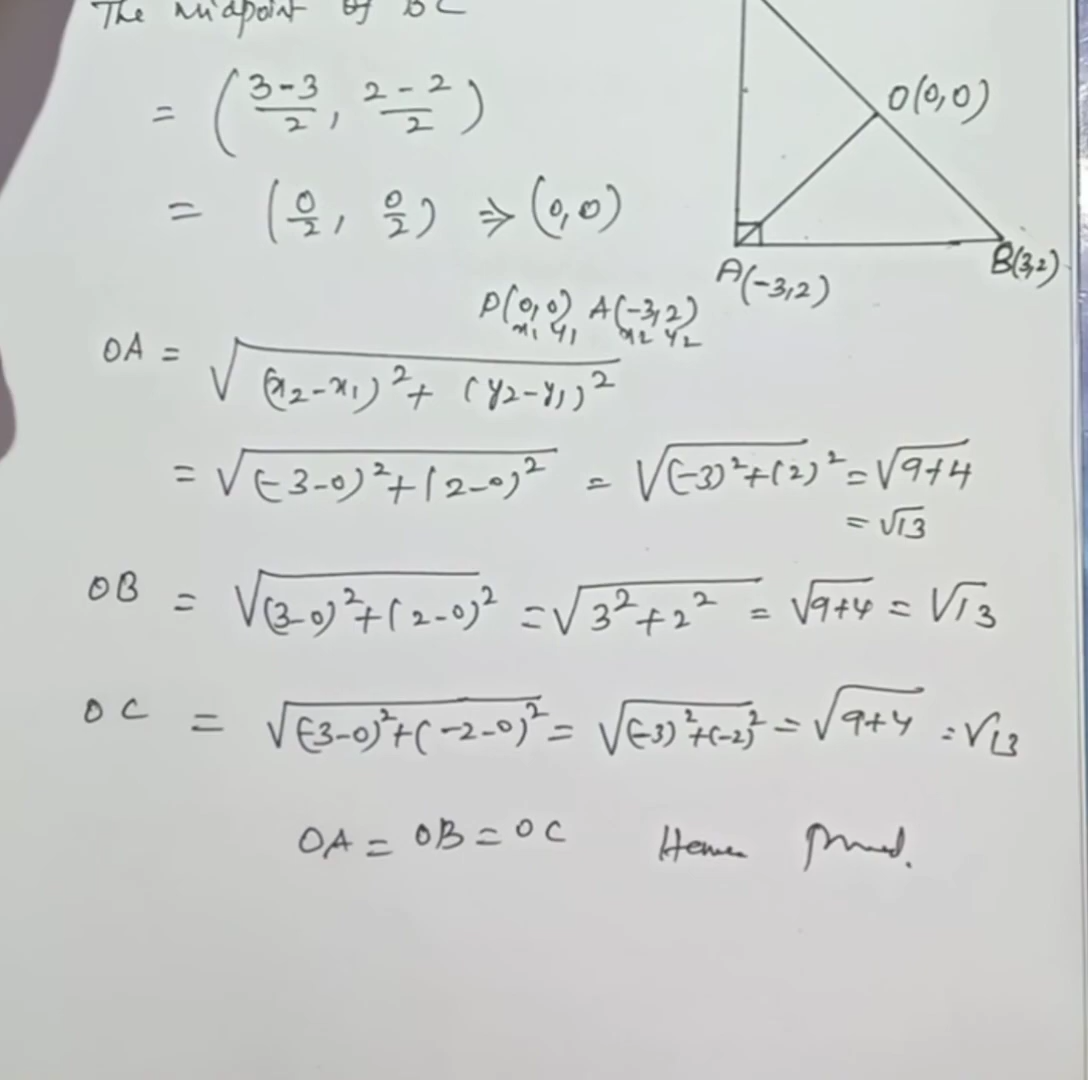 The midpoint of BC
= (3-3/2, 2-2/2)
= (0/2, 0/2) ⇒ (0,0)
O(0,0)
A(-3,2)
B(3,2)
P(0,0) A(-3,2)
x₁ y₁ x₂ y₂
OA = √(x₂-x₁)²+(y₂-y₁)²
= √(-3-0)²+(2-0)² = √(-3)²+(2)² = √9+4
= √13
OB = √(3-0)²+(2-0)² = √3²+2² = √9+4 = √13
OC = √(-3-0)²+(-2-0)² = √(-3)²+(-2)² = √9+4 = √13
OA = OB = OC Hence proved.